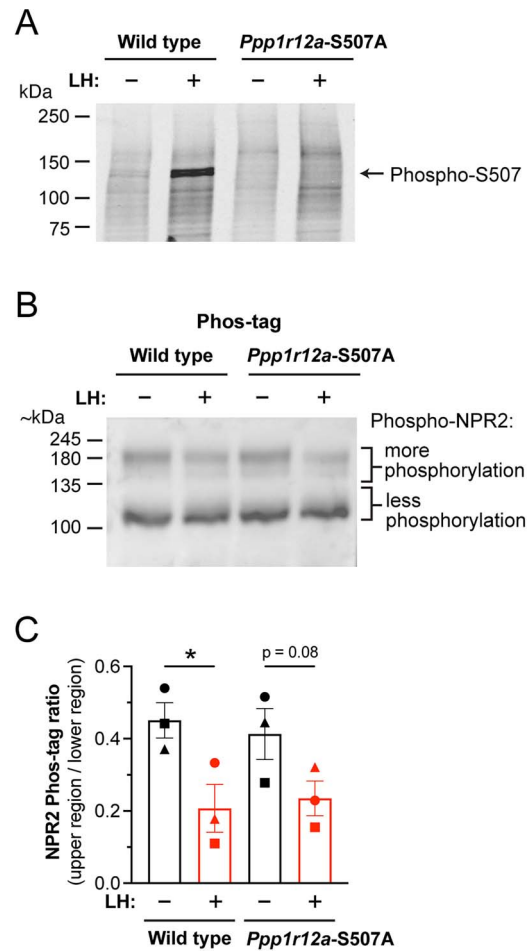 A
Wild type Ppp1r12a-S507A
LH: – + – +
kDa
250
150
100
75
Phospho-S507
B
Phos-tag
Wild type Ppp1r12a-S507A
LH: – + – +
~kDa
245
180
135
100
Phospho-NPR2:
more
phosphorylation
less
phosphorylation
C
NPR2 Phos-tag ratio
(upper region / lower region)
0.6
0.4
0.2
0.0
*
p = 0.08
LH: – + – +
Wild type Ppp1r12a-S507A